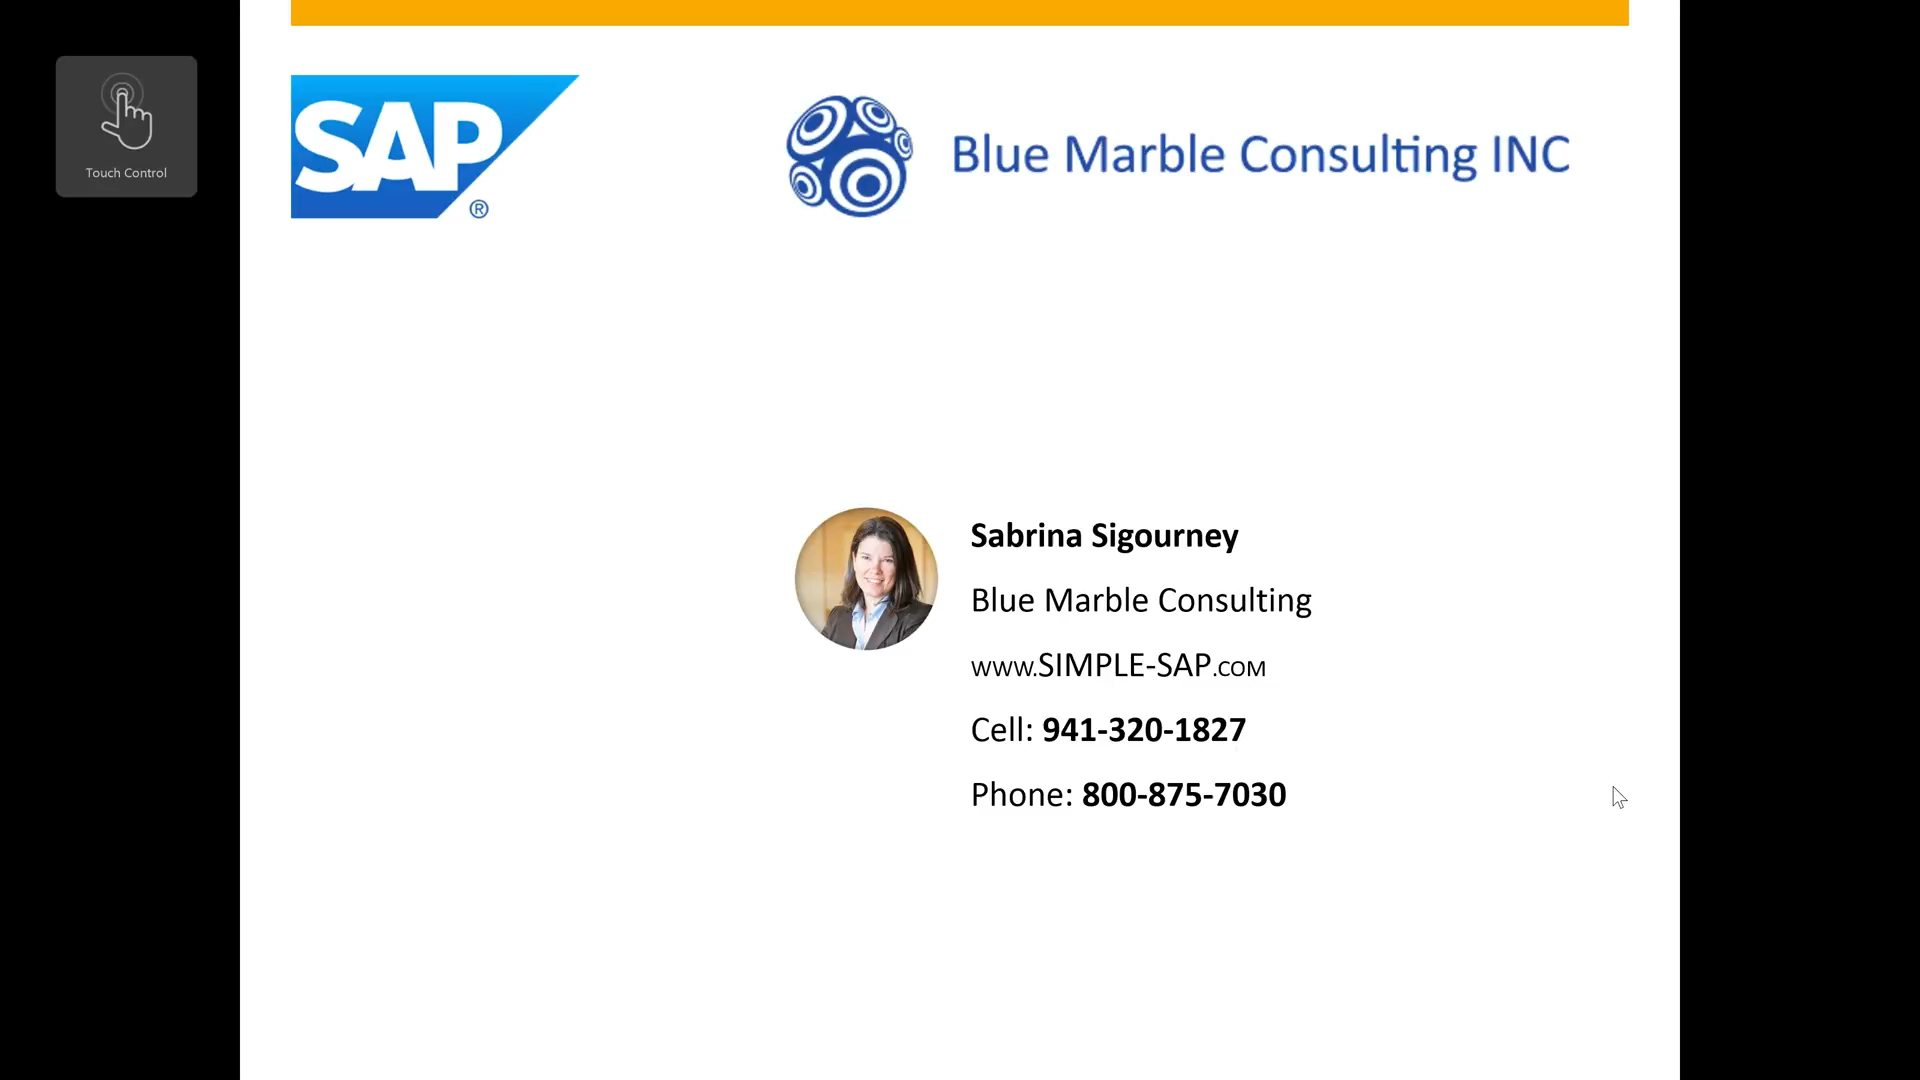 Touch Control
SAP
®
Blue Marble Consulting INC
Sabrina Sigourney
Blue Marble Consulting
www.SIMPLE-SAP.COM
Cell: 941-320-1827
Phone: 800-875-7030